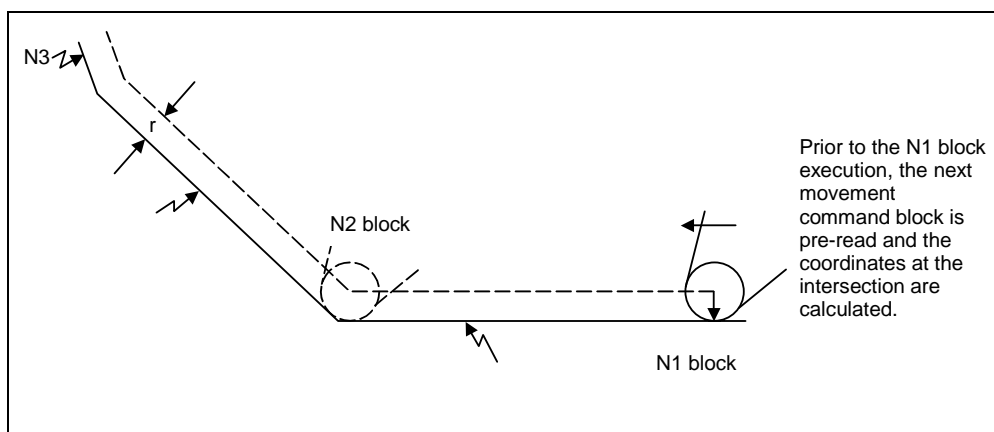 N3
r
N2 block
Prior to the N1 block
execution, the next
movement
command block is
pre-read and the
coordinates at the
intersection are
calculated.
N1 block